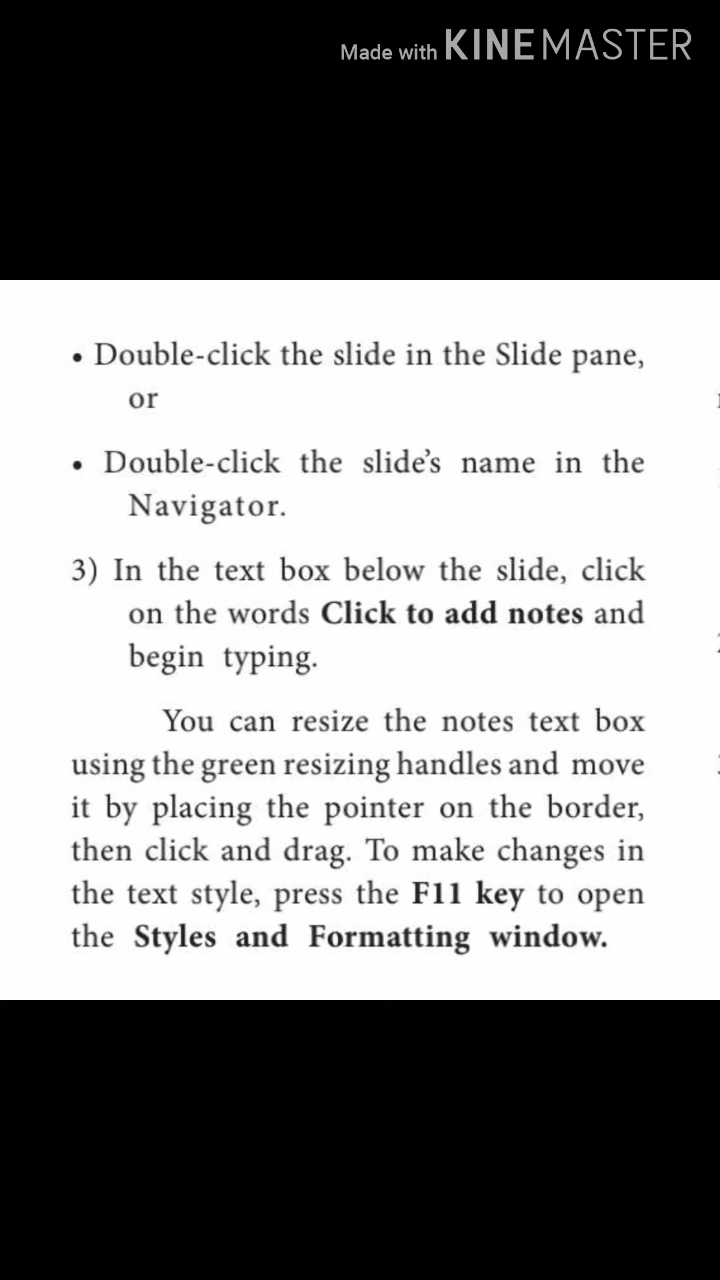 Made with KINEMASTER
• Double-click the slide in the Slide pane,
or
• Double-click the slide's name in the
Navigator.
3) In the text box below the slide, click
on the words Click to add notes and
begin typing.
You can resize the notes text box
using the green resizing handles and move
it by placing the pointer on the border,
then click and drag. To make changes in
the text style, press the F11 key to open
the Styles and Formatting window.